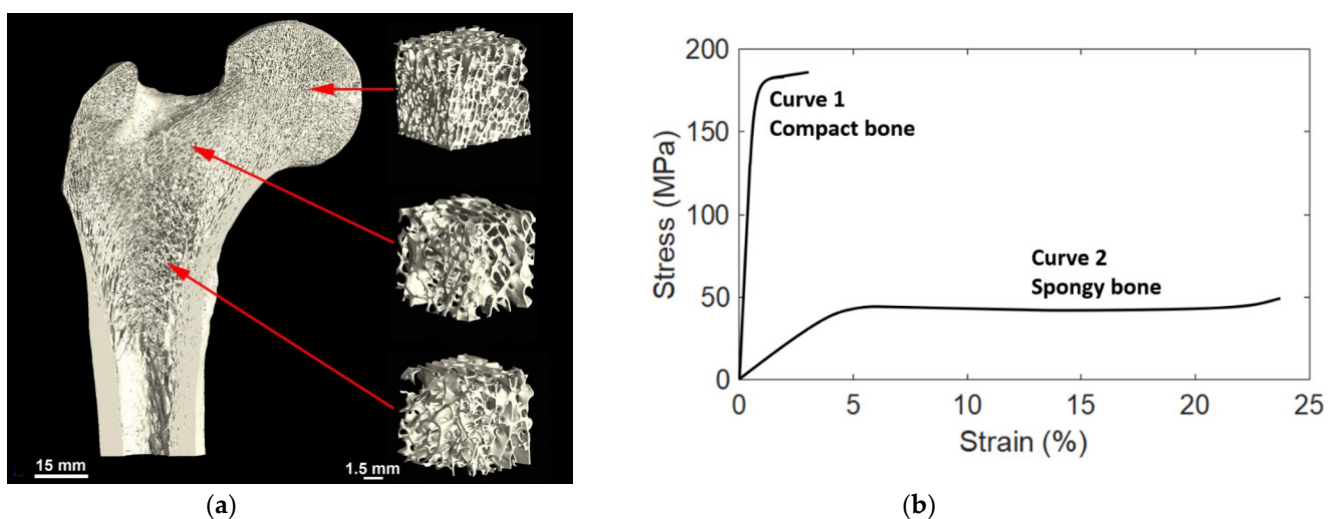 15 mm
1.5 mm
(a)
200
150
100
50
0
Stress (MPa)
Curve 1
Compact bone
Curve 2
Spongy bone
0 5 10 15 20 25
Strain (%)
(b)